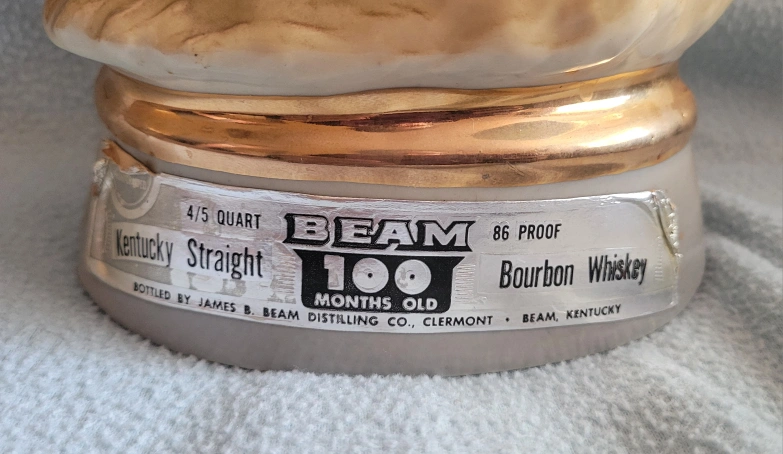 4/5 QUART BEAM 86 PROOF
Kentucky Straight 100 Bourbon Whiskey
MONTHS OLD
BOTTLED BY JAMES B. BEAM DISTILLING CO., CLERMONT • BEAM, KENTUCKY